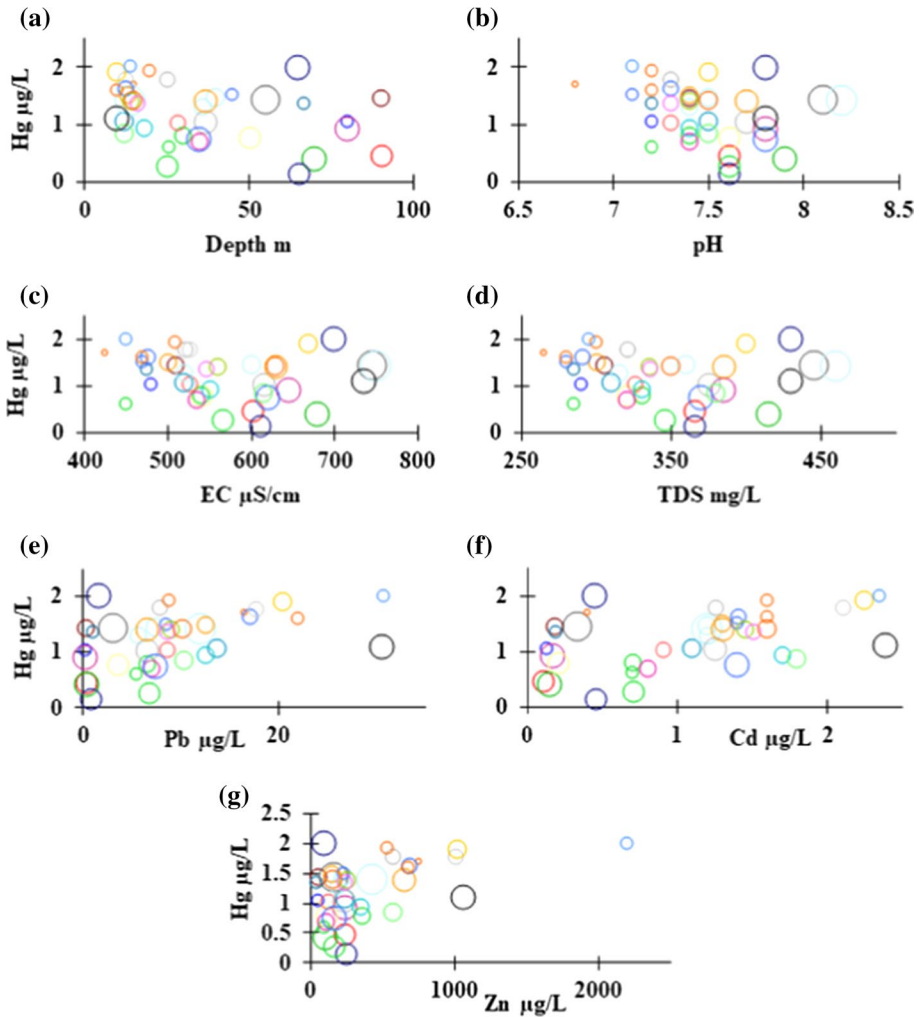 (a)
Hg µg/L
2
1
0
0 50 100
Depth m
(b)
2
1
0
6.5 7 7.5 8 8.5
pH
(c)
Hg µg/L
2
1
0
400 500 600 700 800
EC µS/cm
(d)
2
1
0
250 350 450
TDS mg/L
(e)
Hg µg/L
2
1
0
0 20
Pb µg/L
(f)
2
1
0
0 1 2
Cd µg/L
(g)
Hg µg/L
2.5
2
1.5
1
0.5
0
0 1000 2000
Zn µg/L